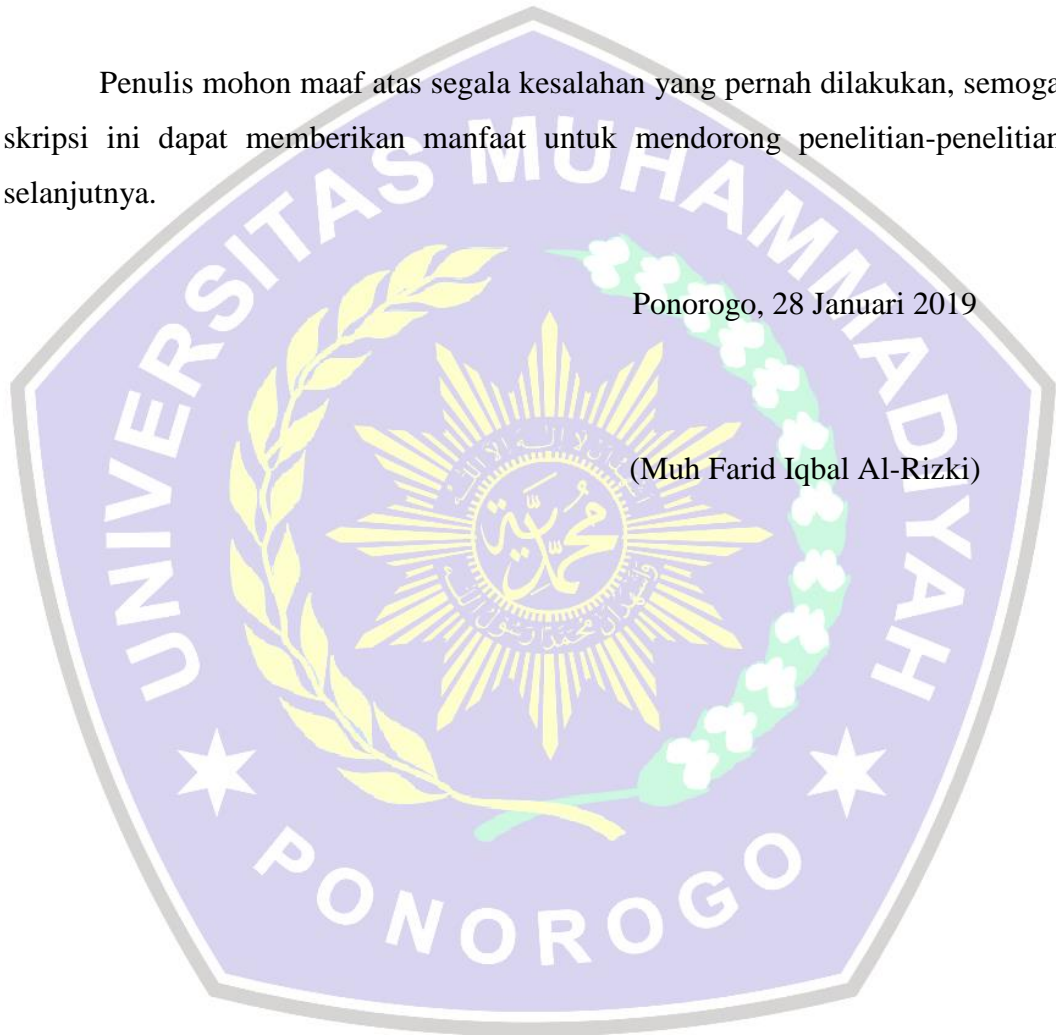 Penulis mohon maaf atas segala kesalahan yang pernah dilakukan, semoga
skripsi ini dapat memberikan manfaat untuk mendorong penelitian-penelitian
selanjutnya.
UNIVERSITAS MUHAMMADIYAH
Ponorogo, 28 Januari 2019
(Muh Farid Iqbal Al-Rizki)
محمدية
PONOROGO